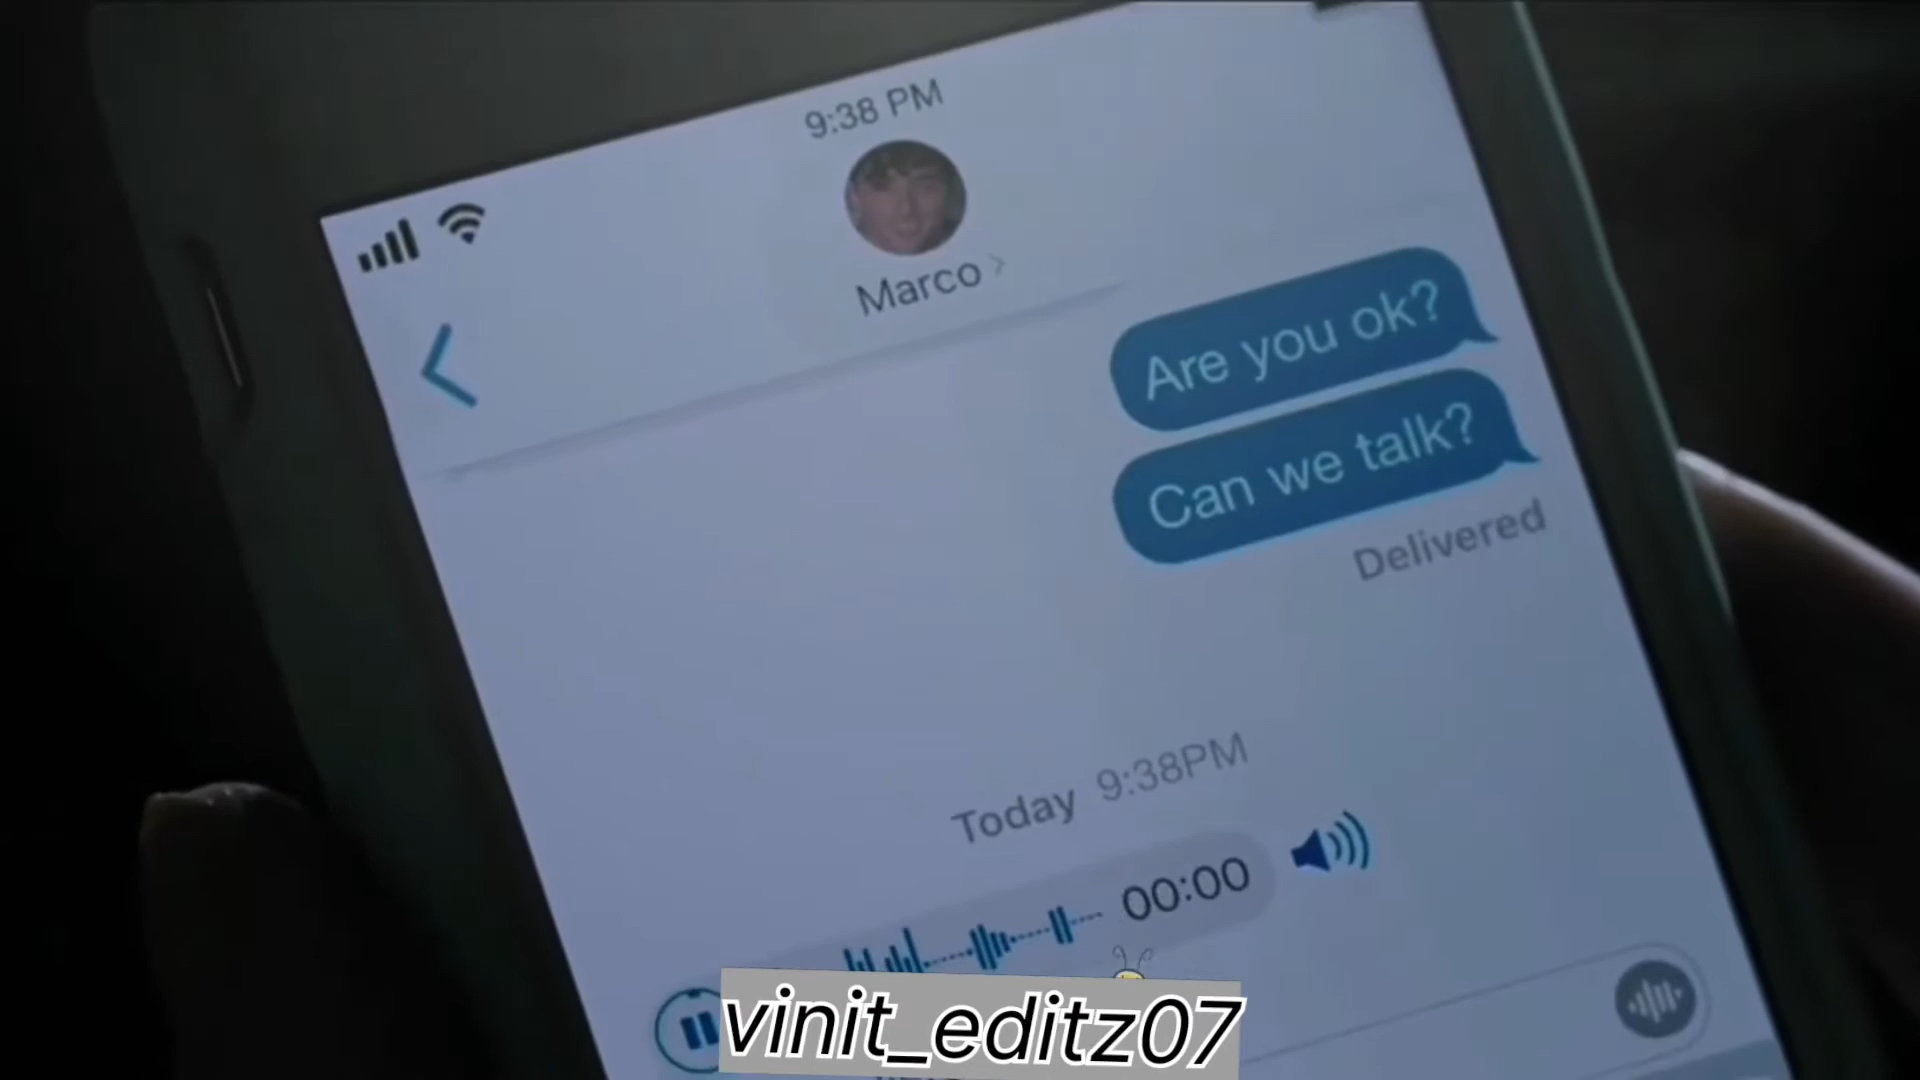 9:38 PM
Marco
Are you ok?
Can we talk?
Delivered
Today 9:38PM
00:00
vinit_editz07